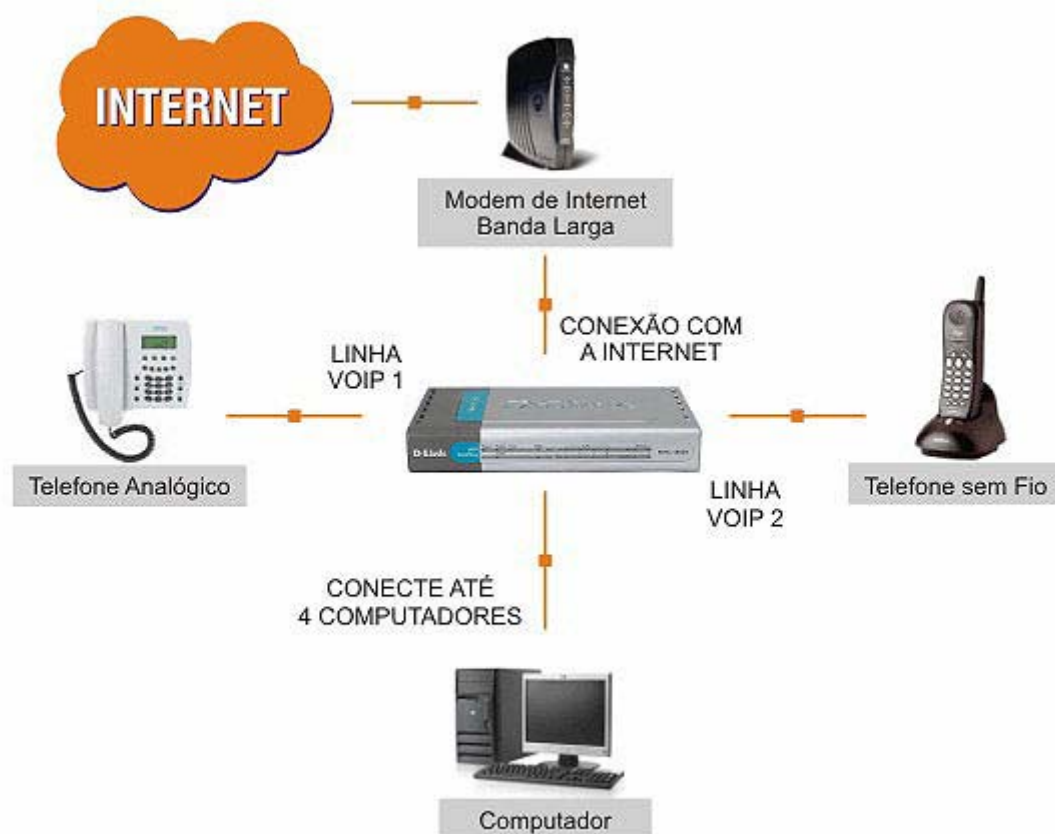 INTERNET
Modem de Internet
Banda Larga
CONEXÃO COM
A INTERNET
LINHA
VOIP 1
D-Link
Telefone Analógico
LINHA
VOIP 2
Telefone sem Fio
CONECTE ATÉ
4 COMPUTADORES
Computador